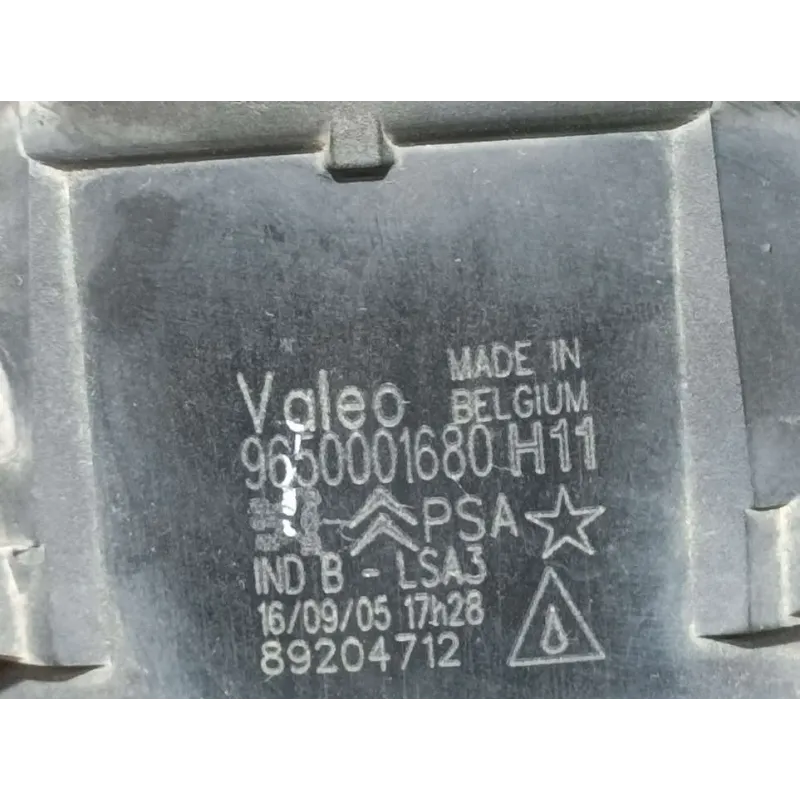 Valeo MADE IN
BELGIUM
9650001680 H11
PSA
IND B - LSA3
16/09/05 17h28
89204712